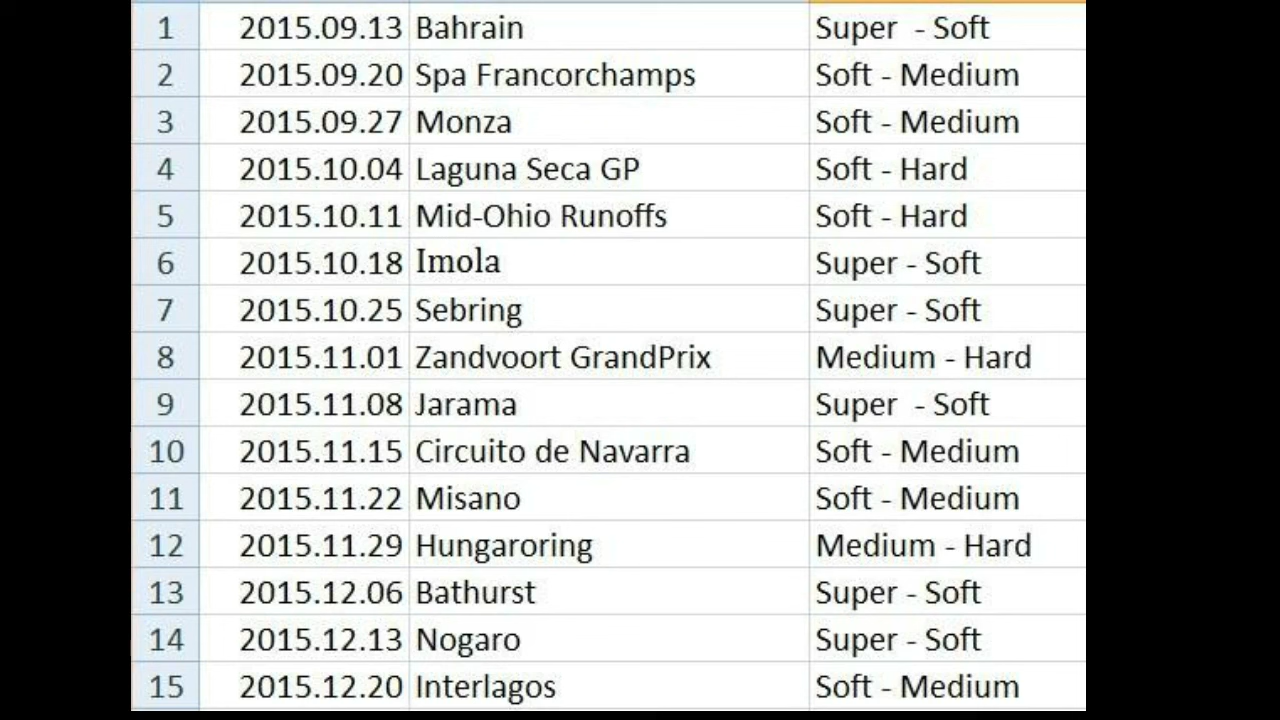 1 2015.09.13 Bahrain Super - Soft
2 2015.09.20 Spa Francorchamps Soft - Medium
3 2015.09.27 Monza Soft - Medium
4 2015.10.04 Laguna Seca GP Soft - Hard
5 2015.10.11 Mid-Ohio Runoffs Soft - Hard
6 2015.10.18 Imola Super - Soft
7 2015.10.25 Sebring Super - Soft
8 2015.11.01 Zandvoort GrandPrix Medium - Hard
9 2015.11.08 Jarama Super - Soft
10 2015.11.15 Circuito de Navarra Soft - Medium
11 2015.11.22 Misano Soft - Medium
12 2015.11.29 Hungaroring Medium - Hard
13 2015.12.06 Bathurst Super - Soft
14 2015.12.13 Nogaro Super - Soft
15 2015.12.20 Interlagos Soft - Medium